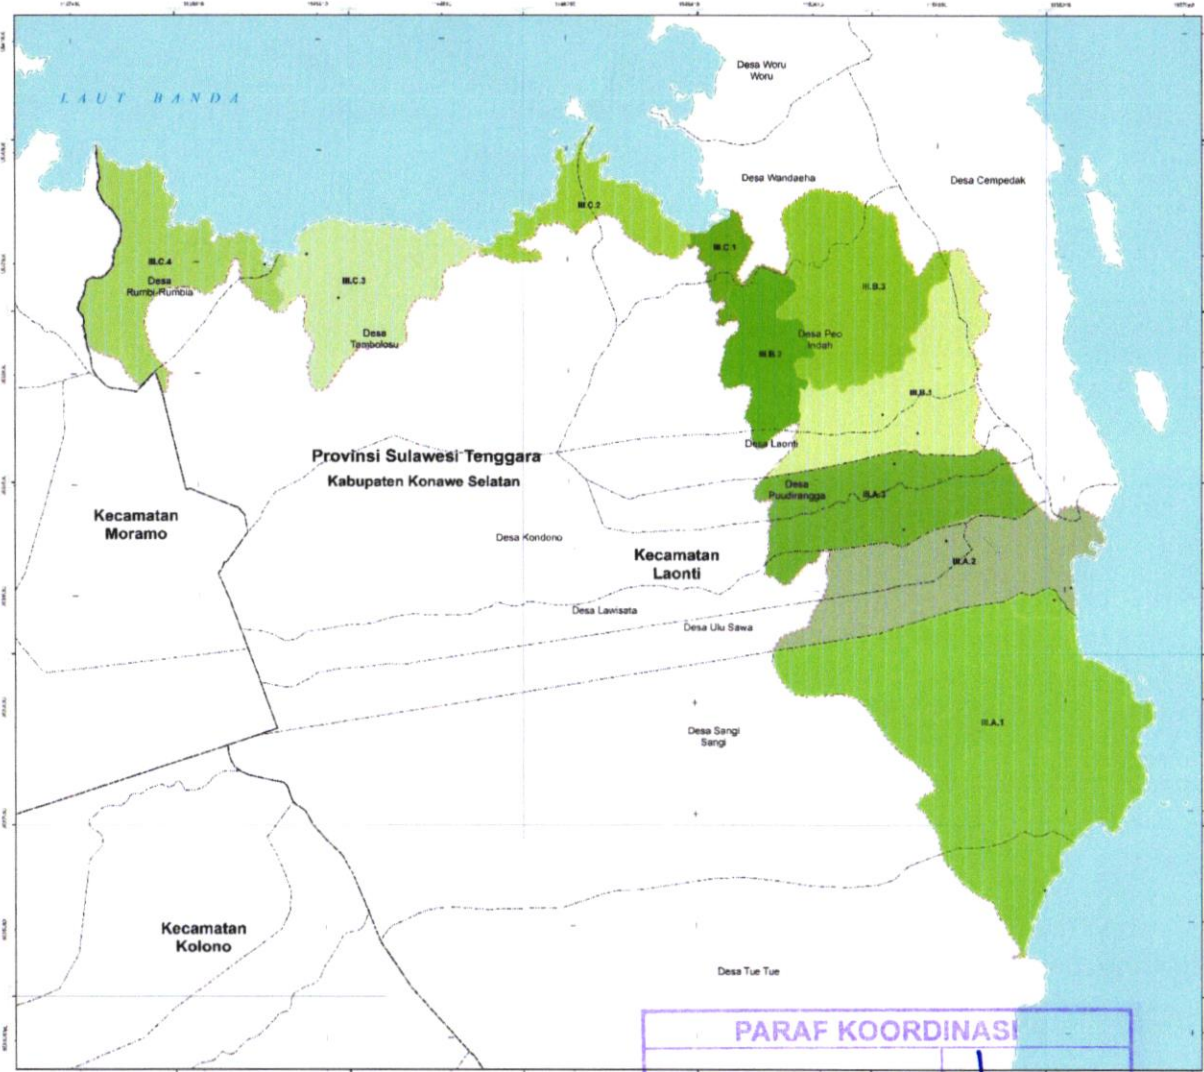 Desa Woru
Woru
LAUT BANDA
Desa Wandaeha
Desa Cempedak
III.C.2
III.C.1
III.C.4
Desa
Rumbi-Rumbia
III.C.3
III.B.3
Desa
Tambolosu
Desa Peo
Indah
III.B.2
III.B.1
Desa Laonti
Provinsi Sulawesi Tenggara
Kabupaten Konawe Selatan
Desa
Puudirangga
III.A.3
Kecamatan
Moramo
Desa Kondono
Kecamatan
Laonti
III.A.2
Desa Lawisata
Desa Ulu Sawa
Desa Sangi
Sangi
III.A.1
Kecamatan
Kolono
Desa Tue Tue
PARAF KOORDINASI